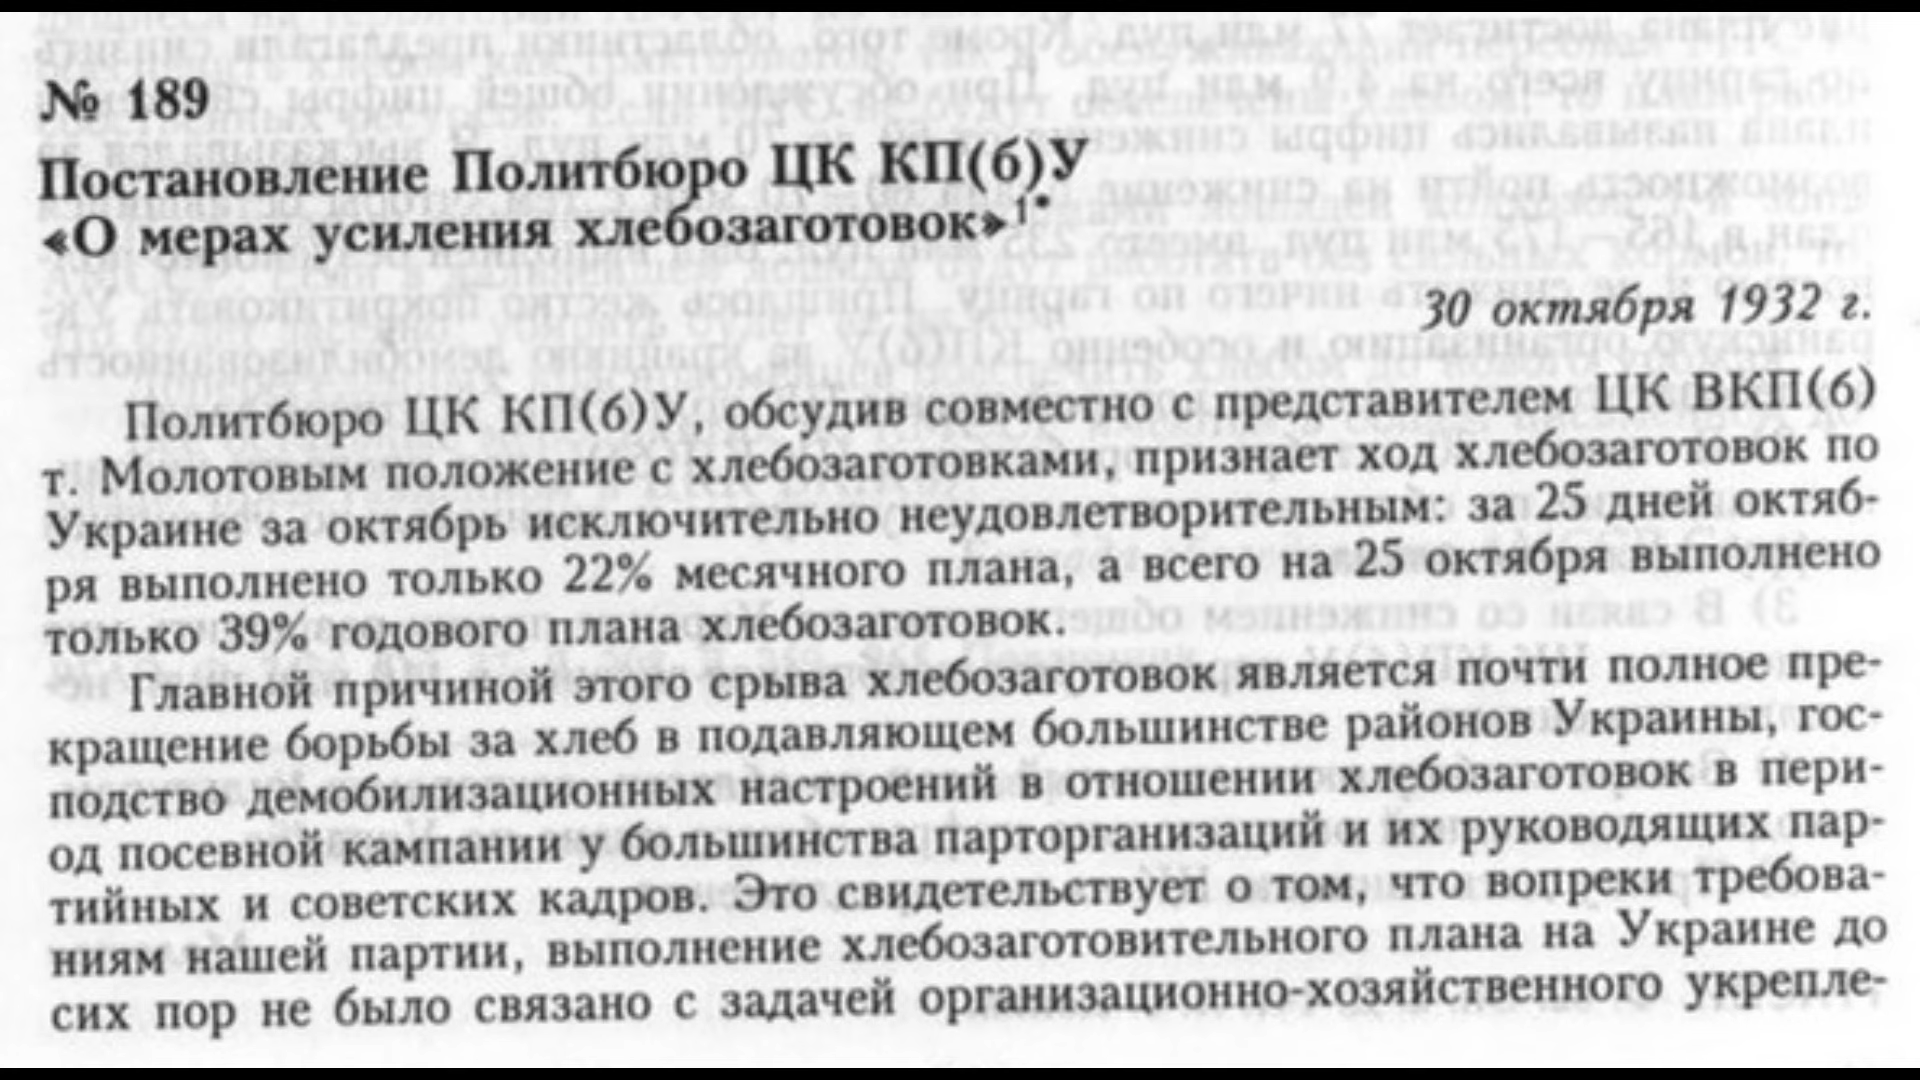 № 189
Постановление Политбюро ЦК КП(б)У
«О мерах усиления хлебозаготовок»1*
30 октября 1932 г.
Политбюро ЦК КП(б)У, обсудив совместно с представителем ЦК ВКП(б)
т. Молотовым положение с хлебозаготовками, признает ход хлебозаготовок по
Украине за октябрь исключительно неудовлетворительным: за 25 дней октяб-
ря выполнено только 22% месячного плана, а всего на 25 октября выполнено
только 39% годового плана хлебозаготовок.
Главной причиной этого срыва хлебозаготовок является почти полное пре-
кращение борьбы за хлеб в подавляющем большинстве районов Украины, гос-
подство демобилизационных настроений в отношении хлебозаготовок в пери-
од посевной кампании у большинства парторганизаций и их руководящих пар-
тийных и советских кадров. Это свидетельствует о том, что вопреки требова-
ниям нашей партии, выполнение хлебозаготовительного плана на Украине до
сих пор не было связано с задачей организационно-хозяйственного укрепле-